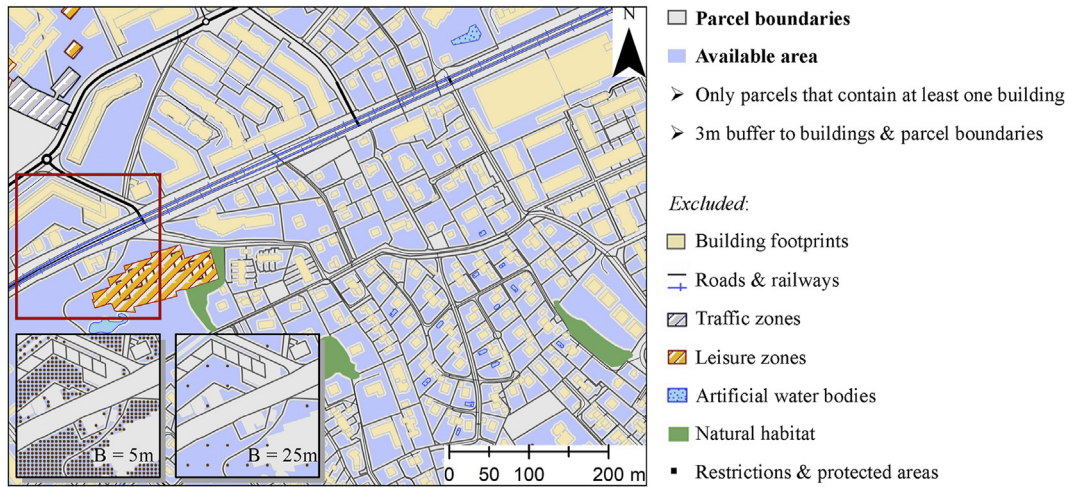 N
Parcel boundaries
Available area
➢ Only parcels that contain at least one building
➢ 3m buffer to buildings & parcel boundaries
Excluded:
Building footprints
Roads & railways
Traffic zones
Leisure zones
Artificial water bodies
Natural habitat
Restrictions & protected areas
B = 5m
B = 25m
0 50 100 200 m